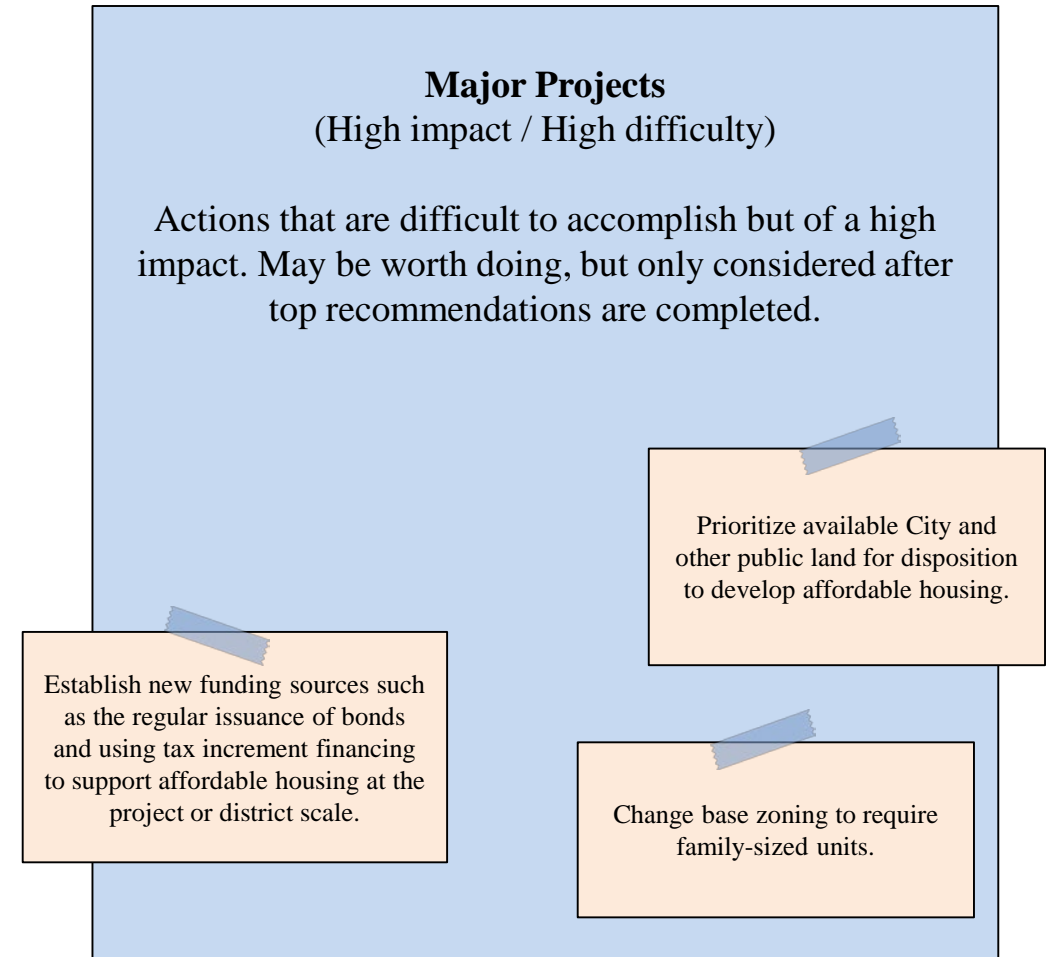 Major Projects
(High impact / High difficulty)
Actions that are difficult to accomplish but of a high
impact. May be worth doing, but only considered after
top recommendations are completed.
Prioritize available City and
other public land for disposition
to develop affordable housing.
Establish new funding sources such
as the regular issuance of bonds
and using tax increment financing
to support affordable housing at the
project or district scale.
Change base zoning to require
family-sized units.